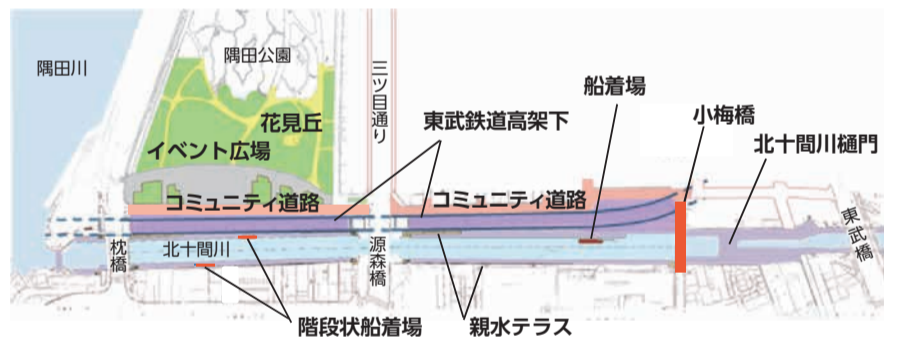 隅田川
隅田公園
三ツ目通り
花見丘
イベント広場
東武鉄道高架下
船着場
小梅橋
北十間川樋門
コミュニティ道路
コミュニティ道路
枕橋
北十間川
源森橋
東武橋
階段状船着場
親水テラス